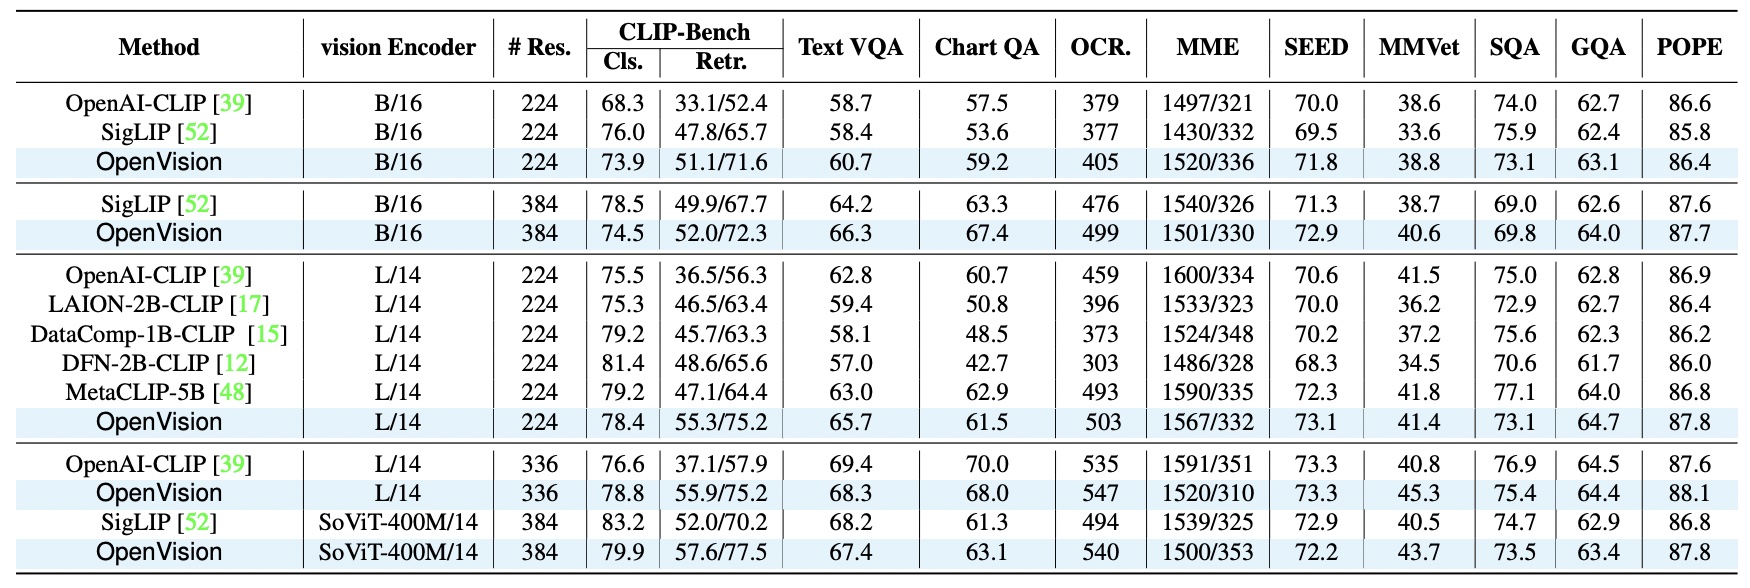 Method vision Encoder # Res. CLIP-Bench Text VQA Chart QA OCR. MME SEED MMVet SQA GQA POPE
Cls. Retr.
OpenAI-CLIP [39] B/16 224 68.3 33.1/52.4 58.7 57.5 379 1497/321 70.0 38.6 74.0 62.7 86.6
SigLIP [52] B/16 224 76.0 47.8/65.7 58.4 53.6 377 1430/332 69.5 33.6 75.9 62.4 85.8
OpenVision B/16 224 73.9 51.1/71.6 60.7 59.2 405 1520/336 71.8 38.8 73.1 63.1 86.4
SigLIP [52] B/16 384 78.5 49.9/67.7 64.2 63.3 476 1540/326 71.3 38.7 69.0 62.6 87.6
OpenVision B/16 384 74.5 52.0/72.3 66.3 67.4 499 1501/330 72.9 40.6 69.8 64.0 87.7
OpenAI-CLIP [39] L/14 224 75.5 36.5/56.3 62.8 60.7 459 1600/334 70.6 41.5 75.0 62.8 86.9
LAION-2B-CLIP [17] L/14 224 75.3 46.5/63.4 59.4 50.8 396 1533/323 70.0 36.2 72.9 62.7 86.4
DataComp-1B-CLIP [15] L/14 224 79.2 45.7/63.3 58.1 48.5 373 1524/348 70.2 37.2 75.6 62.3 86.2
DFN-2B-CLIP [12] L/14 224 81.4 48.6/65.6 57.0 42.7 303 1486/328 68.3 34.5 70.6 61.7 86.0
MetaCLIP-5B [48] L/14 224 79.2 47.1/64.4 63.0 62.9 493 1590/335 72.3 41.8 77.1 64.0 86.8
OpenVision L/14 224 78.4 55.3/75.2 65.7 61.5 503 1567/332 73.1 41.4 73.1 64.7 87.8
OpenAI-CLIP [39] L/14 336 76.6 37.1/57.9 69.4 70.0 535 1591/351 73.3 40.8 76.9 64.5 87.6
OpenVision L/14 336 78.8 55.9/75.2 68.3 68.0 547 1520/310 73.3 45.3 75.4 64.4 88.1
SigLIP [52] SoViT-400M/14 384 83.2 52.0/70.2 68.2 61.3 494 1539/325 72.9 40.5 74.7 62.9 86.8
OpenVision SoViT-400M/14 384 79.9 57.6/77.5 67.4 63.1 540 1500/353 72.2 43.7 73.5 63.4 87.8